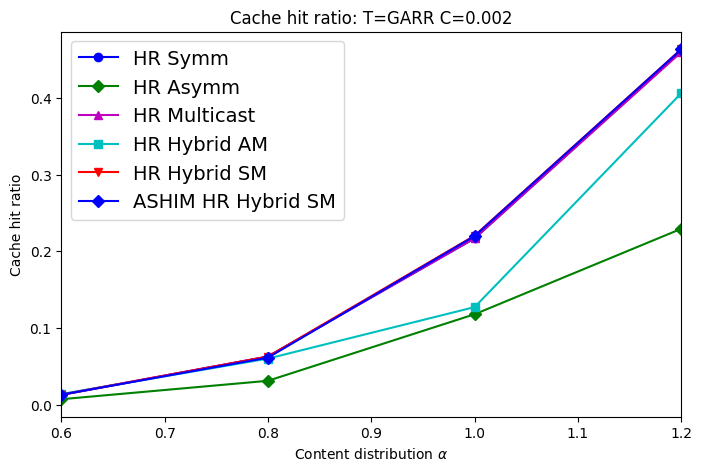 Cache hit ratio: T=GARR C=0.002
HR Symm
HR Asymm
HR Multicast
HR Hybrid AM
HR Hybrid SM
ASHIM HR Hybrid SM
Cache hit ratio
0.4
0.3
0.2
0.1
0.0
0.6 0.7 0.8 0.9 1.0 1.1 1.2
Content distribution α